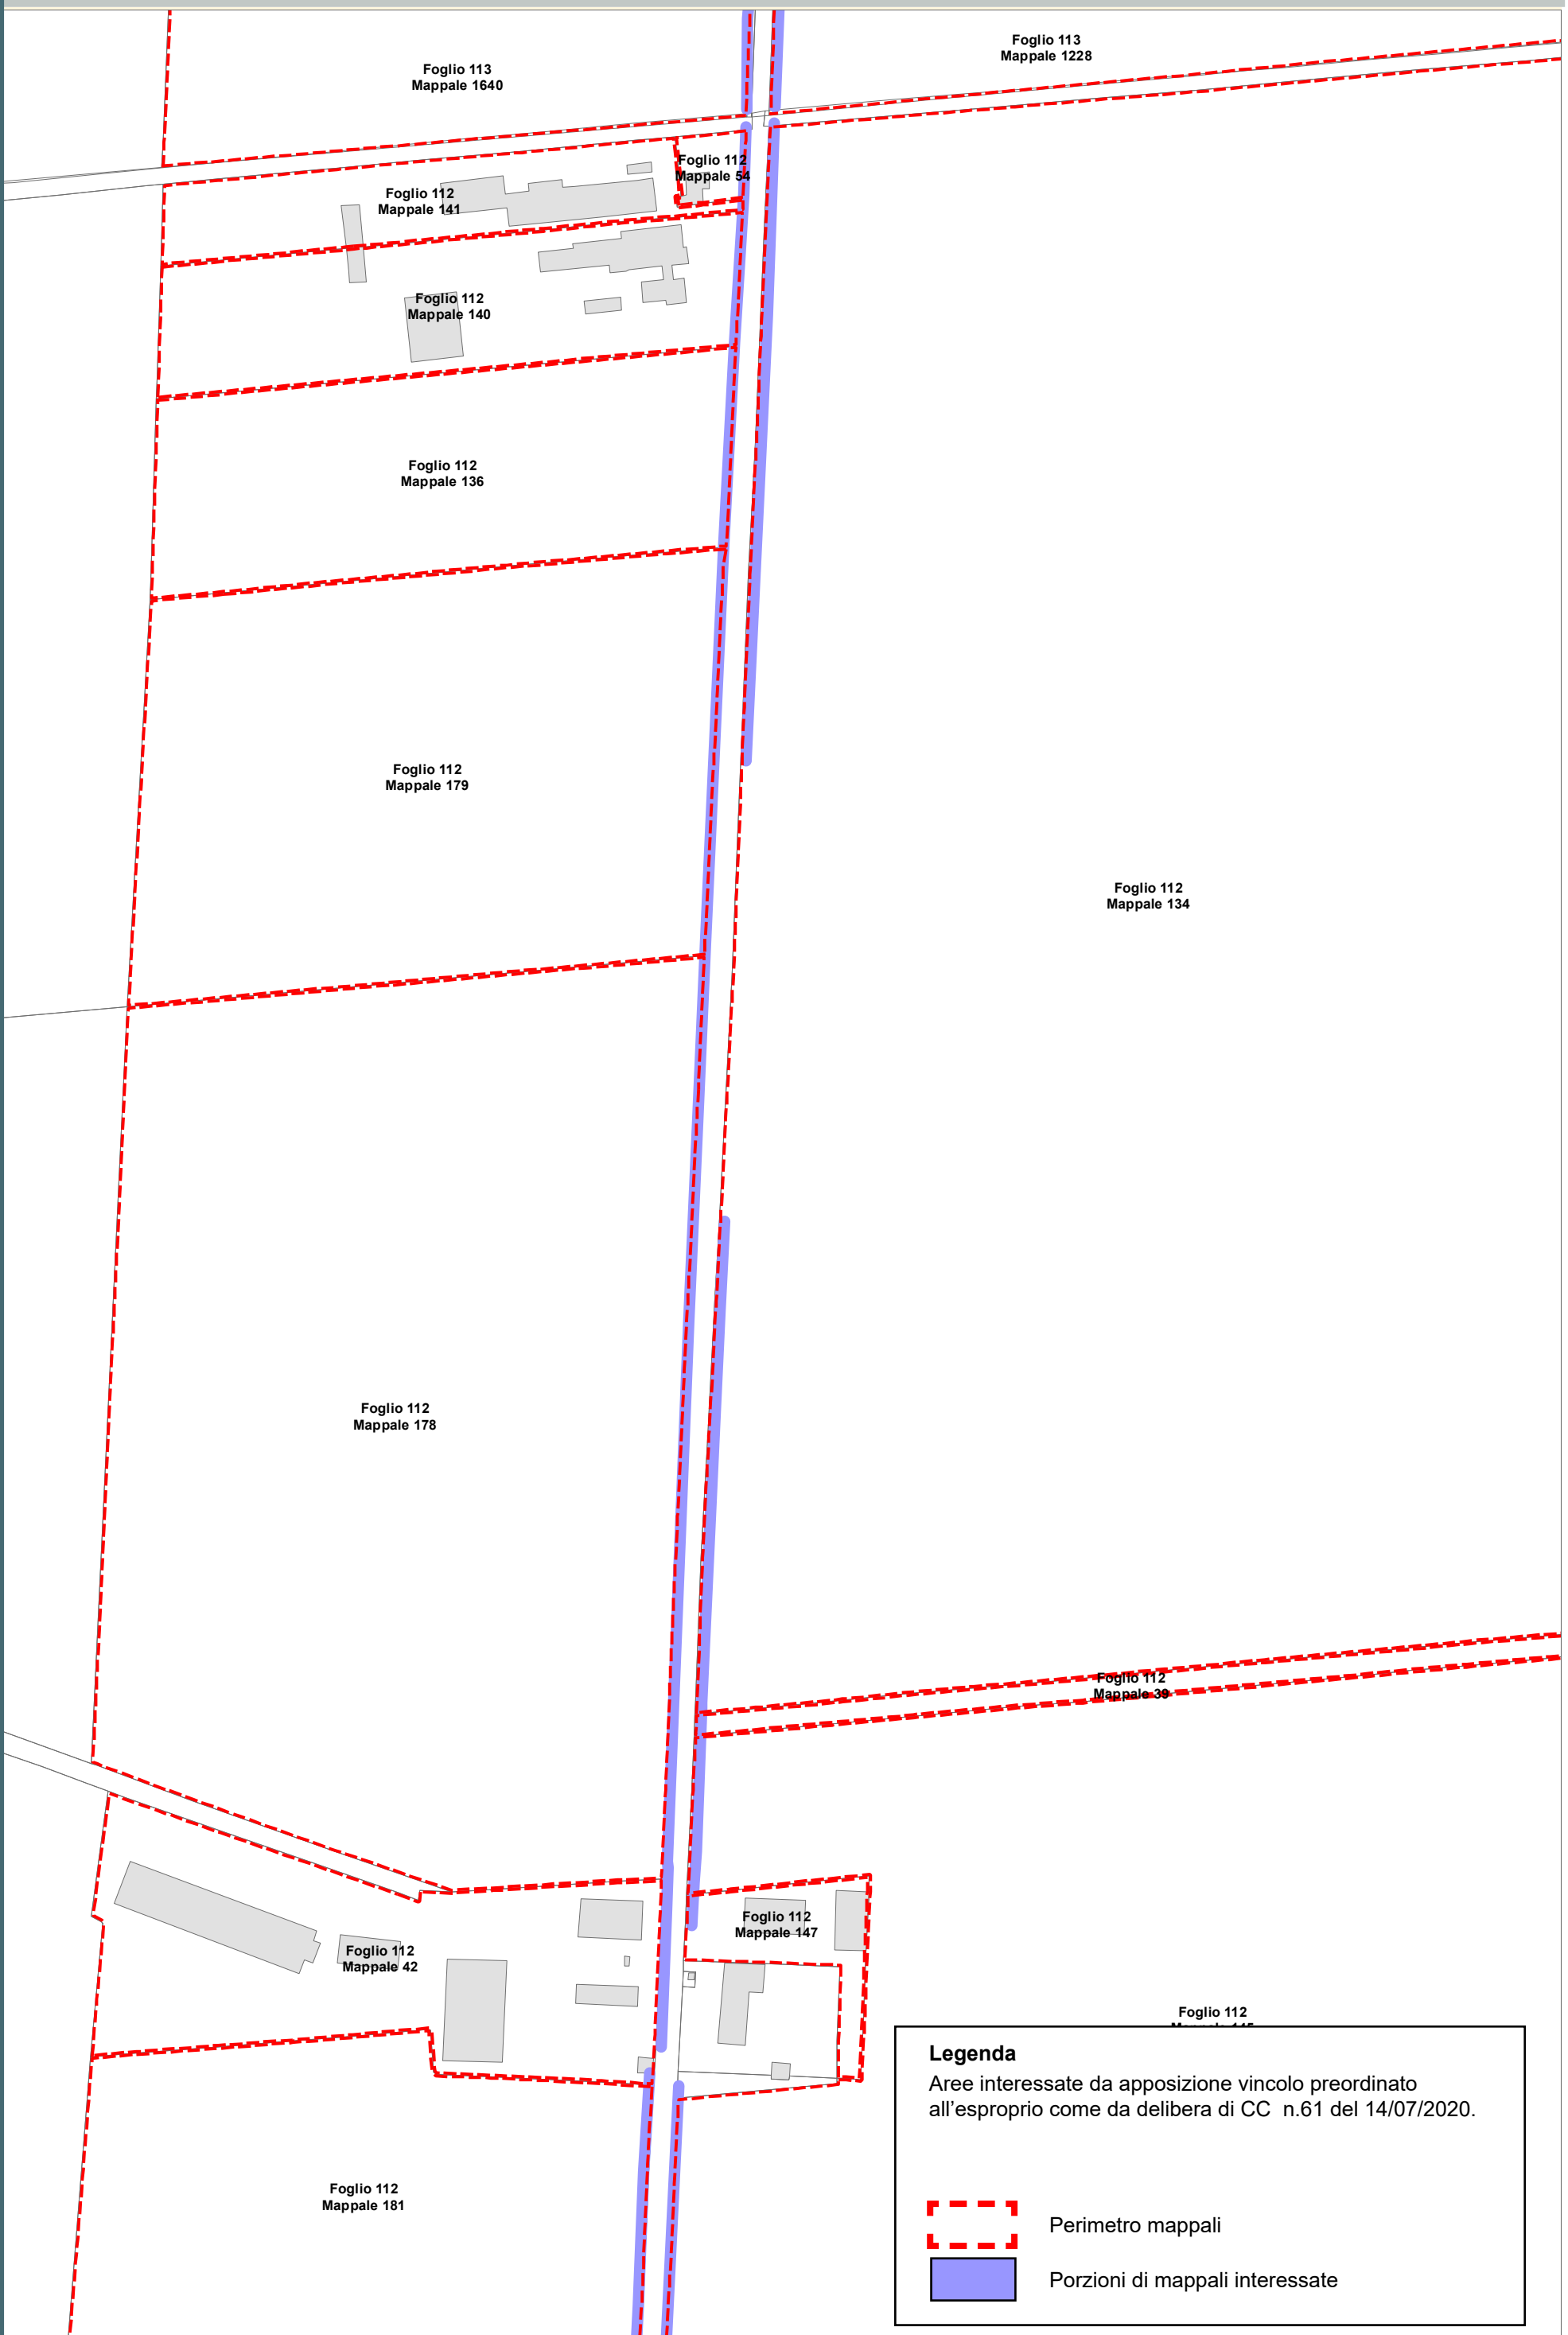 Foglio 113
Mappale 1228
Foglio 113
Mappale 1640
Foglio 112
Mappale 54
Foglio 112
Mappale 141
Foglio 112
Mappale 140
Foglio 112
Mappale 136
Foglio 112
Mappale 179
Foglio 112
Mappale 134
Foglio 112
Mappale 178
Foglio 112
Mappale 39
Foglio 112
Mappale 147
Foglio 112
Mappale 42
Foglio 112
Foglio 112
Mappale 181
Legenda
Aree interessate da apposizione vincolo preordinato
all'esproprio come da delibera di CC n.61 del 14/07/2020.
Perimetro mappali
Porzioni di mappali interessate